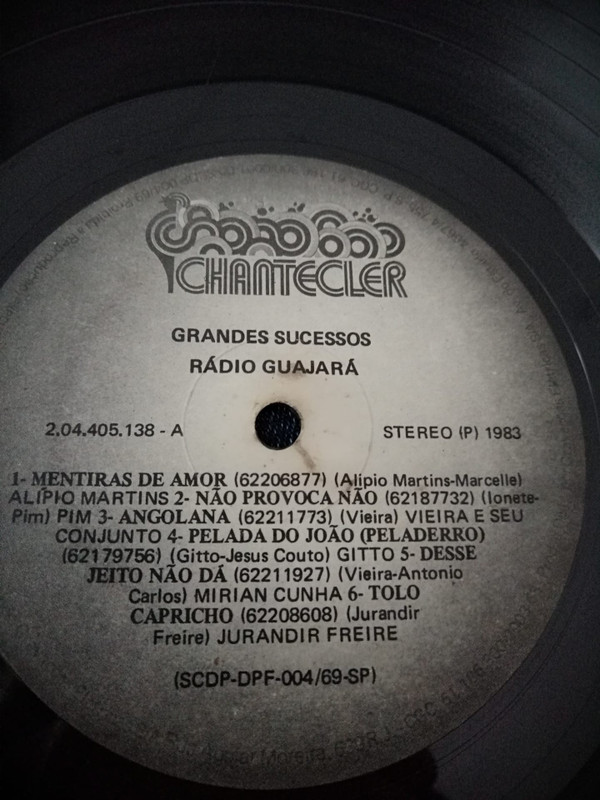 CHANTECLER
GRANDES SUCESSOS
RÁDIO GUAJARÁ
2.04.405.138 - A
STEREO (P) 1983
1- MENTIRAS DE AMOR (62206877) (Alípio Martins-Marcelle)
ALÍPIO MARTINS 2- NÃO PROVOCA NÃO (62187732) (Ionete-
Pim) PIM 3- ANGOLANA (62211773) (Vieira) VIEIRA E SEU
CONJUNTO 4- PELADA DO JOÃO (PELADERRO)
(62179756) (Gitto-Jesus Couto) GITTO 5- DESSE
JEITO NÃO DÁ (62211927) (Vieira-Antonio
Carlos) MIRIAN CUNHA 6- TOLO
CAPRICHO (62208608) (Jurandir
Freire) JURANDIR FREIRE
(SCDP-DPF-004/69-SP)